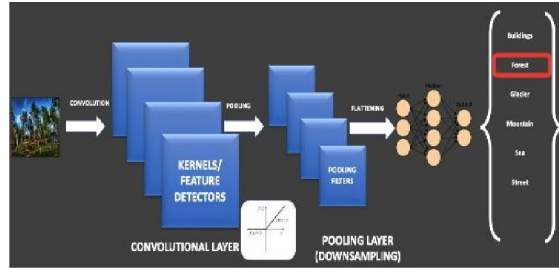 CONVOLUTION
KERNELS/
FEATURE
DETECTORS
CONVOLUTIONAL LAYER
POOLING
POOLING
FILTERS
POOLING LAYER
(DOWNSAMPLING)
FLATTENING
Hidden
Output
Buildings
Forest
Glacier
Mountain
Sea
Street